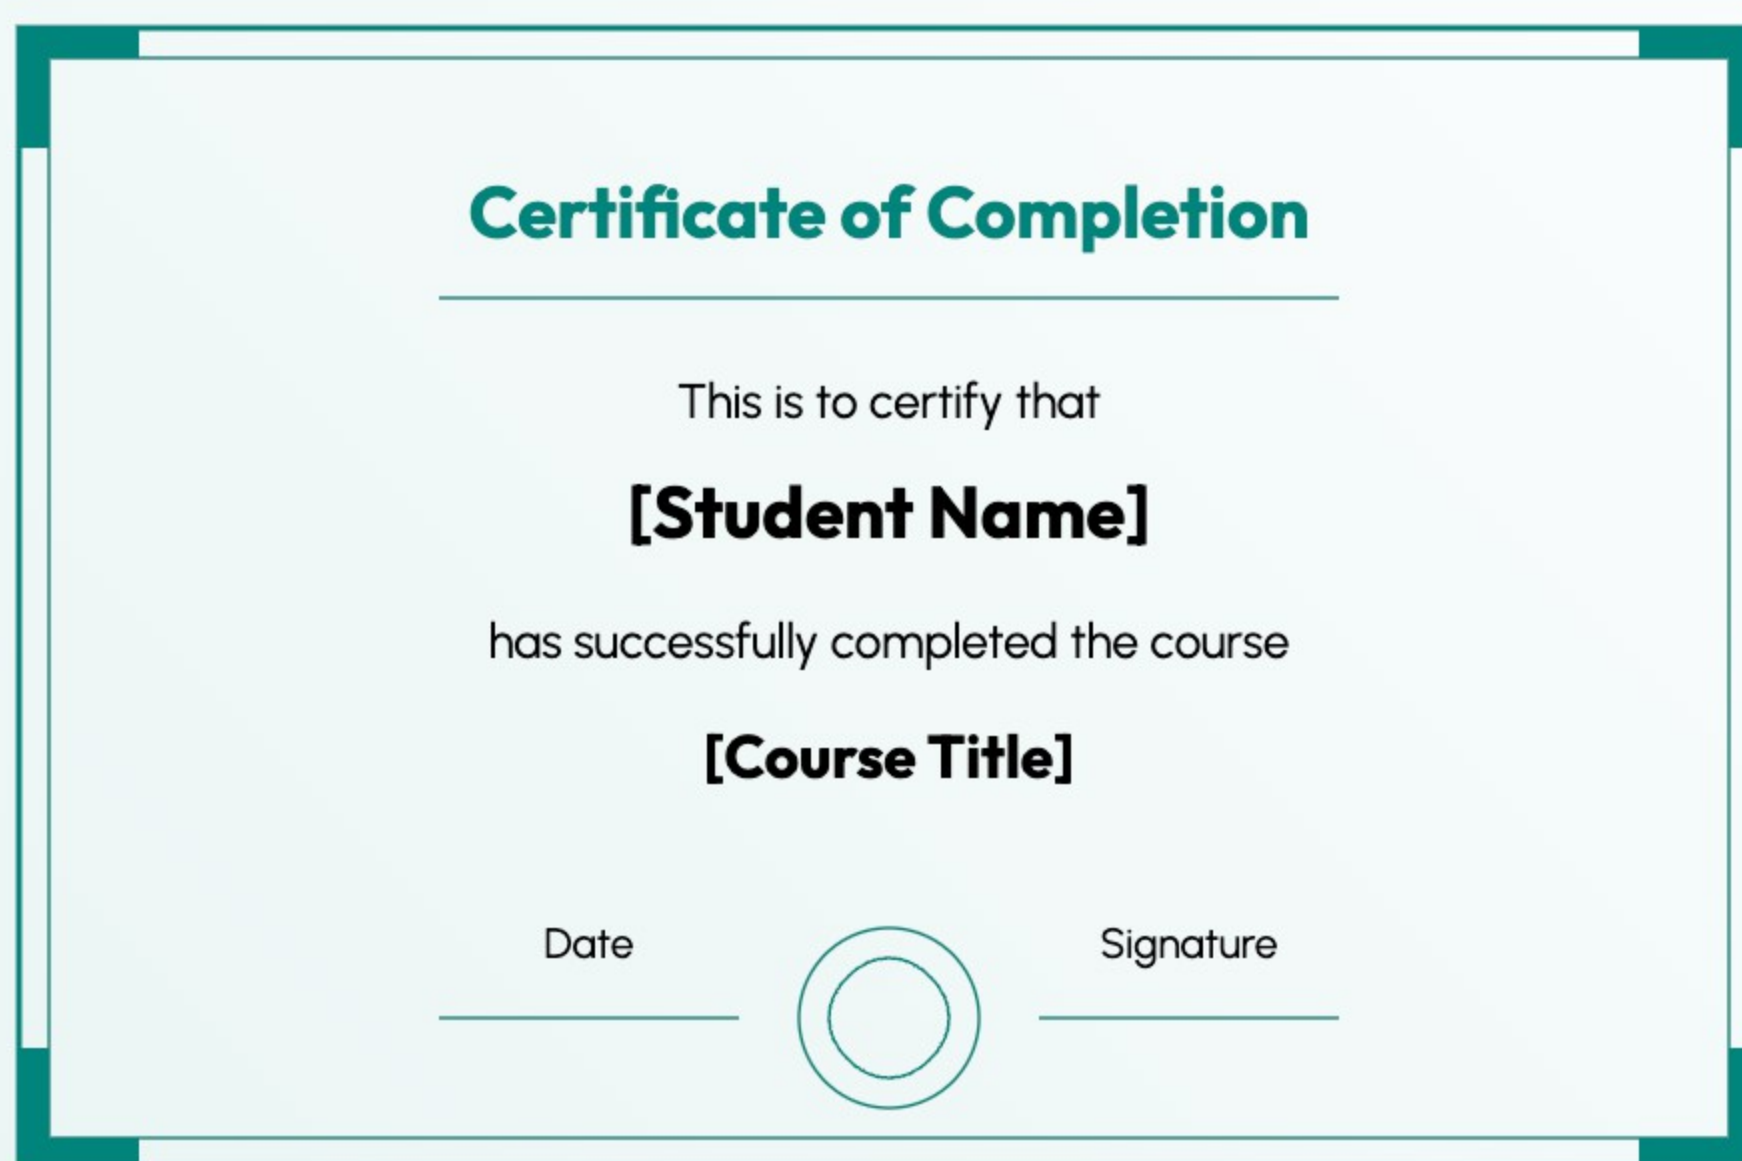 Certificate of Completion
This is to certify that
[Student Name]
has successfully completed the course
[Course Title]
Date
Signature